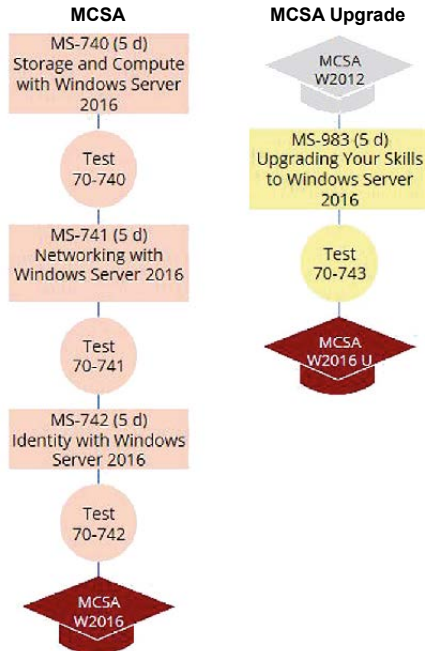 MCSA
MS-740 (5 d)
Storage and Compute
with Windows Server
2016
Test
70-740
MS-741 (5 d)
Networking with
Windows Server 2016
Test
70-741
MS-742 (5 d)
Identity with Windows
Server 2016
Test
70-742
MCSA
W2016
MCSA Upgrade
MCSA
W2012
MS-983 (5 d)
Upgrading Your Skills
to Windows Server
2016
Test
70-743
MCSA
W2016 U